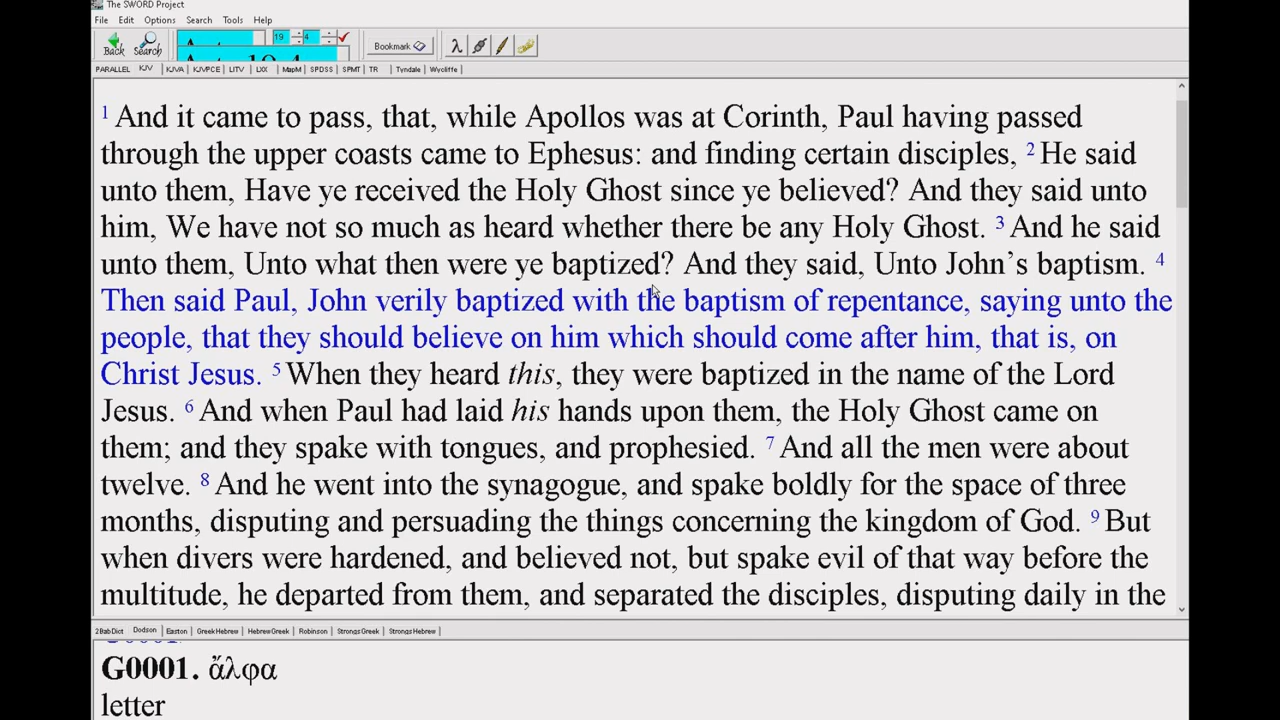 The SWORD Project
File Edit Options Search Help Tools
Back Search 19 4 Bookmark λ
PARALLEL KJV KJVA KJVPCE LITV LXX MapM SPDSS SPMT TR Tyndale Wycliffe
1 And it came to pass, that, while Apollos was at Corinth, Paul having passed
through the upper coasts came to Ephesus: and finding certain disciples, 2 He said
unto them, Have ye received the Holy Ghost since ye believed? And they said unto
him, We have not so much as heard whether there be any Holy Ghost. 3 And he said
unto them, Unto what then were ye baptized? And they said, Unto John’s baptism. 4
Then said Paul, John verily baptized with the baptism of repentance, saying unto the
people, that they should believe on him which should come after him, that is, on
Christ Jesus. 5 When they heard this, they were baptized in the name of the Lord
Jesus. 6 And when Paul had laid his hands upon them, the Holy Ghost came on
them; and they spake with tongues, and prophesied. 7 And all the men were about
twelve. 8 And he went into the synagogue, and spake boldly for the space of three
months, disputing and persuading the things concerning the kingdom of God. 9 But
when divers were hardened, and believed not, but spake evil of that way before the
multitude, he departed from them, and separated the disciples, disputing daily in the
2BabDict Dodson Easton GreekHebrew HebrewGreek Robinson StrongsGreek StrongsHebrew
G0001. ἄλφα
letter